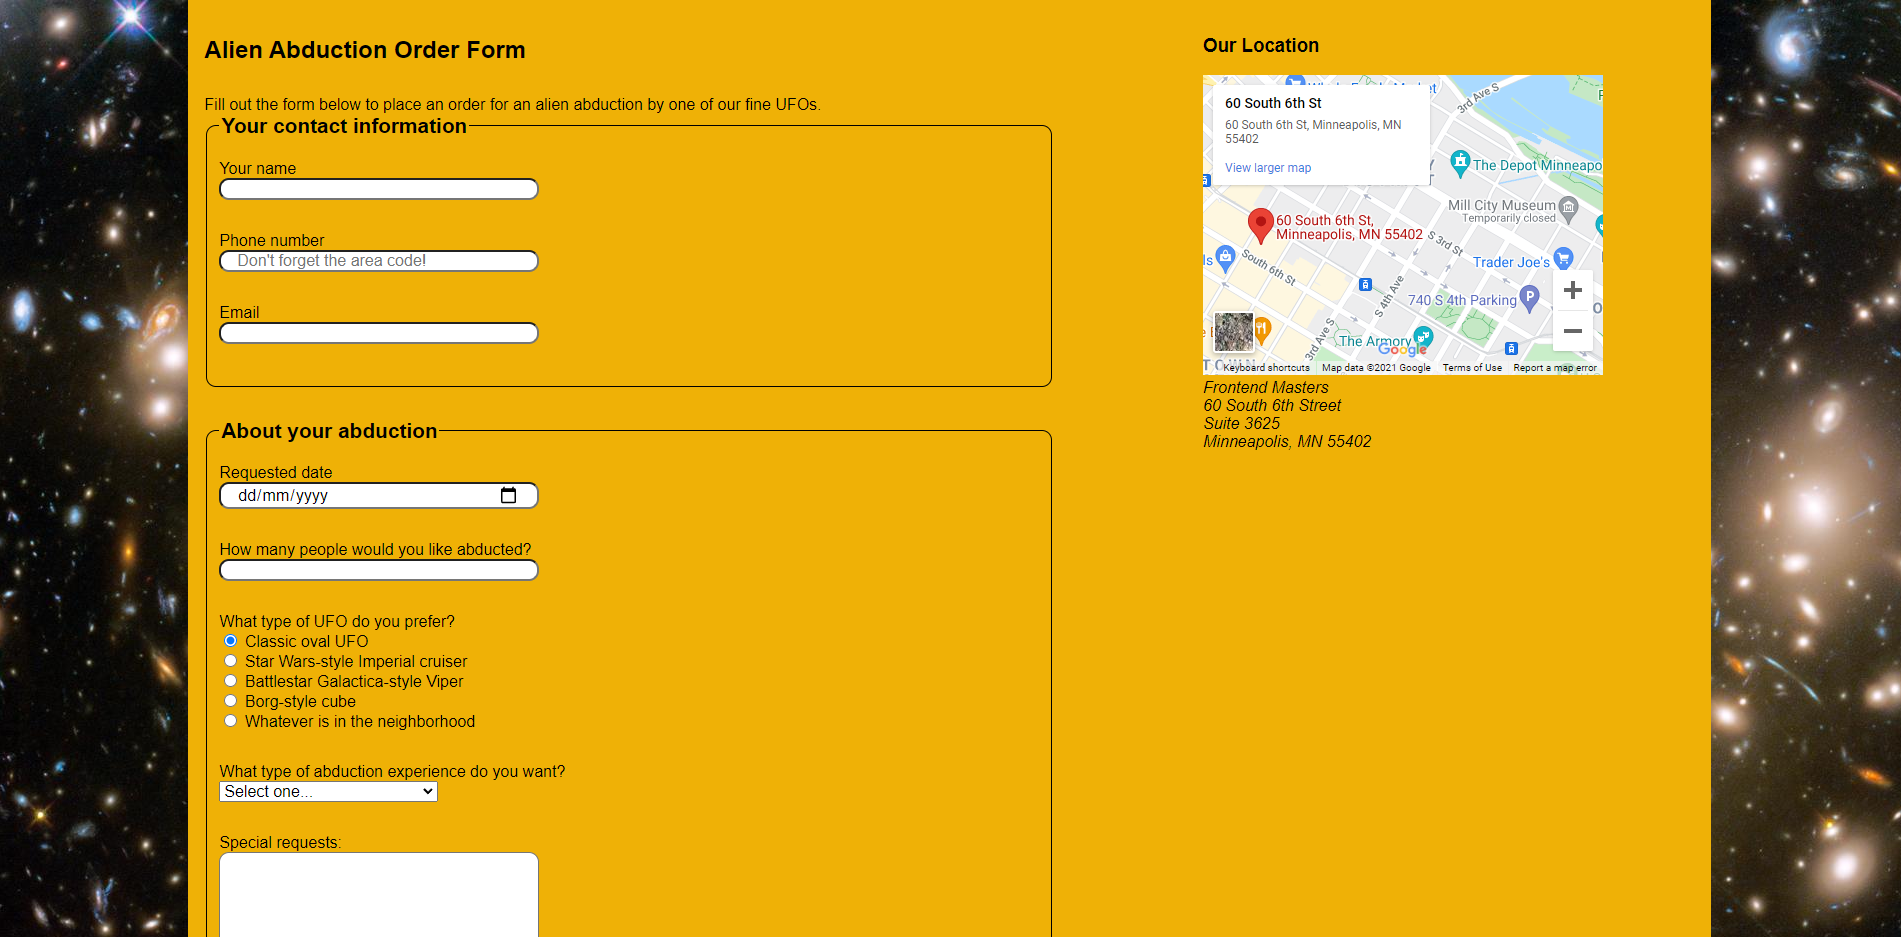 Alien Abduction Order Form
Fill out the form below to place an order for an alien abduction by one of our fine UFOs.
Your contact information
Your name
Phone number
Don't forget the area code!
Email
About your abduction
Requested date
dd/mm/yyyy
How many people would you like abducted?
What type of UFO do you prefer?
Classic oval UFO
Star Wars-style Imperial cruiser
Battlestar Galactica-style Viper
Borg-style cube
Whatever is in the neighborhood
What type of abduction experience do you want?
Select one...
Special requests:
Our Location
60 South 6th St
60 South 6th St, Minneapolis, MN
55402
View larger map
3rd Ave S
The Depot Minneapo
Mill City Museum
Temporarily closed
60 South 6th St,
Minneapolis, MN 55402
S 3rd St
South 6th St
Trader Joe's
S 4th Ave
740 S 4th Parking
P
3rd Ave S
The Armory
Google
Keyboard shortcuts
Map data ©2021 Google
Terms of Use
Report a map error
Frontend Masters
60 South 6th Street
Suite 3625
Minneapolis, MN 55402